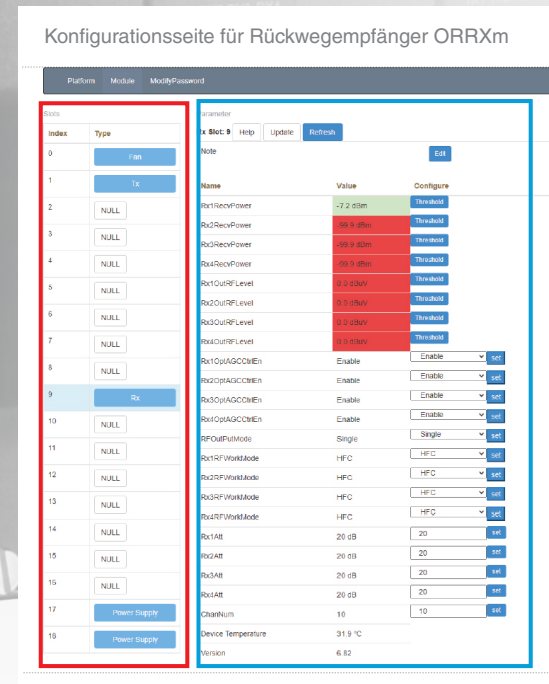 Konfigurationsseite für Rückwegempfänger ORRXm
Platform Module ModifyPassword
Slots
Index Type
0 Fan
1 Tx
2 NULL
3 NULL
4 NULL
5 NULL
6 NULL
7 NULL
8 NULL
9 Rx
10 NULL
11 NULL
12 NULL
13 NULL
14 NULL
15 NULL
16 NULL
17 Power Supply
18 Power Supply
Parameter
Rx Slot: 9 Help Update Refresh
Note Edit
Name Value Configure
Rx1RecvPower -7.2 dBm Threshold
Rx2RecvPower -99.9 dBm Threshold
Rx3RecvPower -99.9 dBm Threshold
Rx4RecvPower -99.9 dBm Threshold
Rx1OutRFLevel 0.0 dBuV Threshold
Rx2OutRFLevel 0.0 dBuV Threshold
Rx3OutRFLevel 0.0 dBuV Threshold
Rx4OutRFLevel 0.0 dBuV Threshold
Rx1OptAGCCtrlEn Enable Enable set
Rx2OptAGCCtrlEn Enable Enable set
Rx3OptAGCCtrlEn Enable Enable set
Rx4OptAGCCtrlEn Enable Enable set
RFOutPutMode Single Single set
Rx1RFWorkMode HFC HFC set
Rx2RFWorkMode HFC HFC set
Rx3RFWorkMode HFC HFC set
Rx4RFWorkMode HFC HFC set
Rx1Att 20 dB 20 set
Rx2Att 20 dB 20 set
Rx3Att 20 dB 20 set
Rx4Att 20 dB 20 set
ChanNum 10 10 set
Device Temperature 31.9 °C
Version 6.82